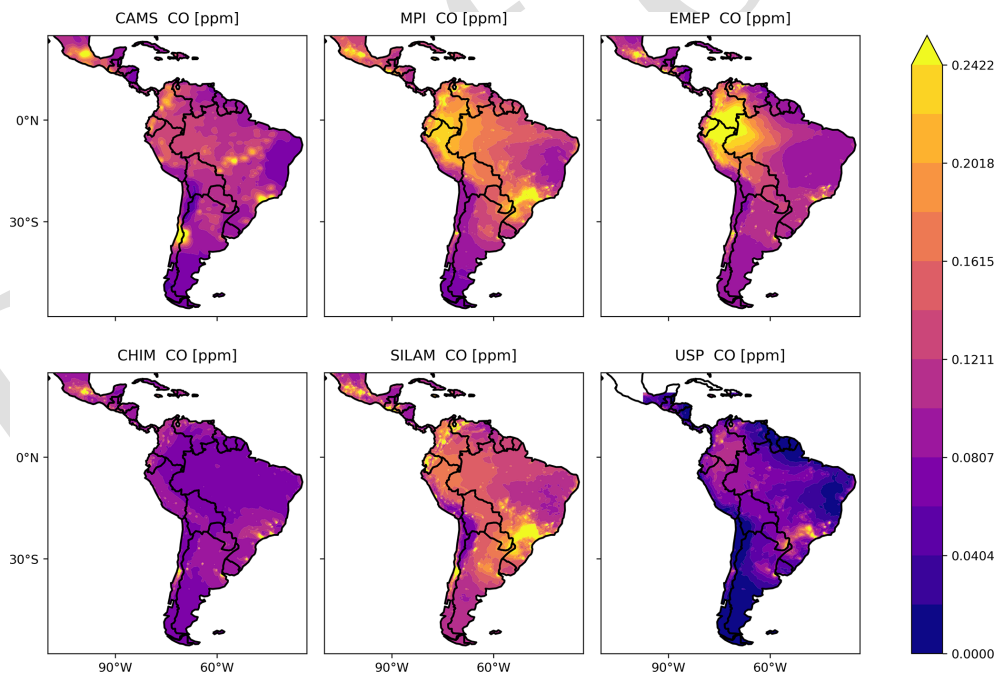 CAMS CO [ppm]
MPI CO [ppm]
EMEP CO [ppm]
0°N
30°S
90°W
60°W
CHIM CO [ppm]
SILAM CO [ppm]
USP CO [ppm]
0°N
30°S
90°W
60°W
90°W
60°W
90°W
60°W
0.2422
0.2018
0.1615
0.1211
0.0807
0.0404
0.0000